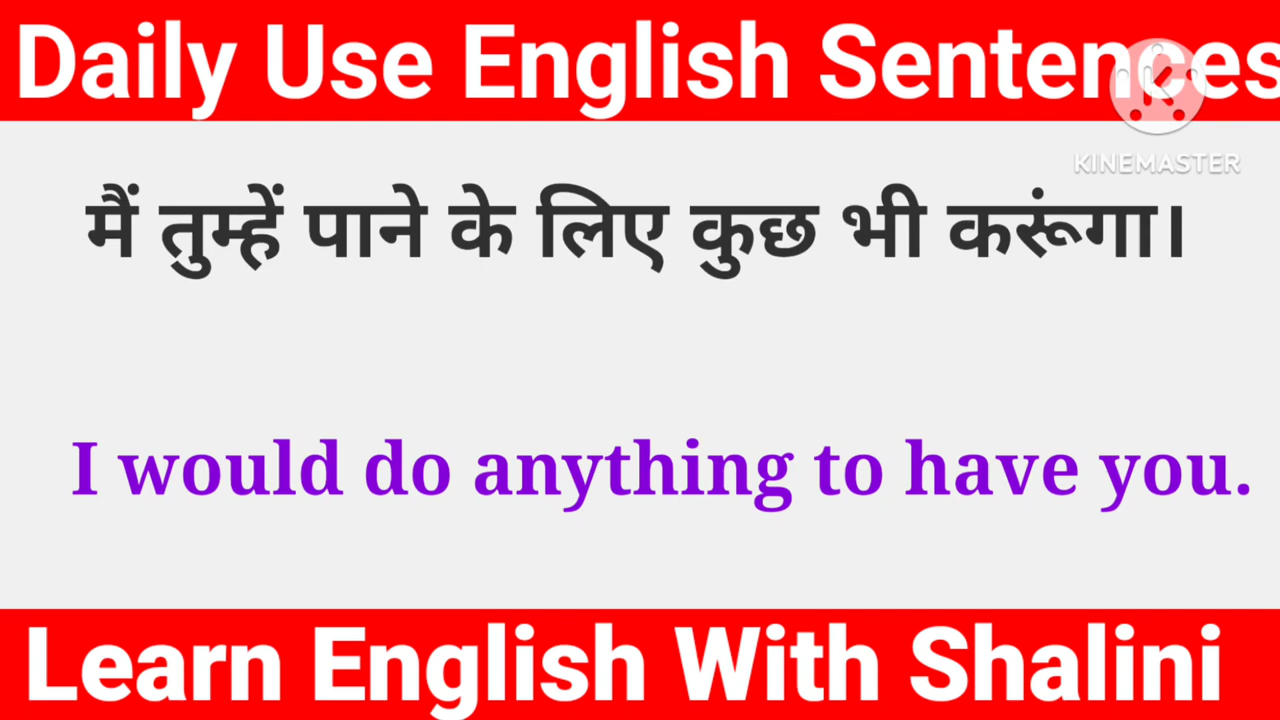 Daily Use English Sentences
KINEMASTER
मैं तुम्हें पाने के लिए कुछ भी करूंगा।
I would do anything to have you.
Learn English With Shalini